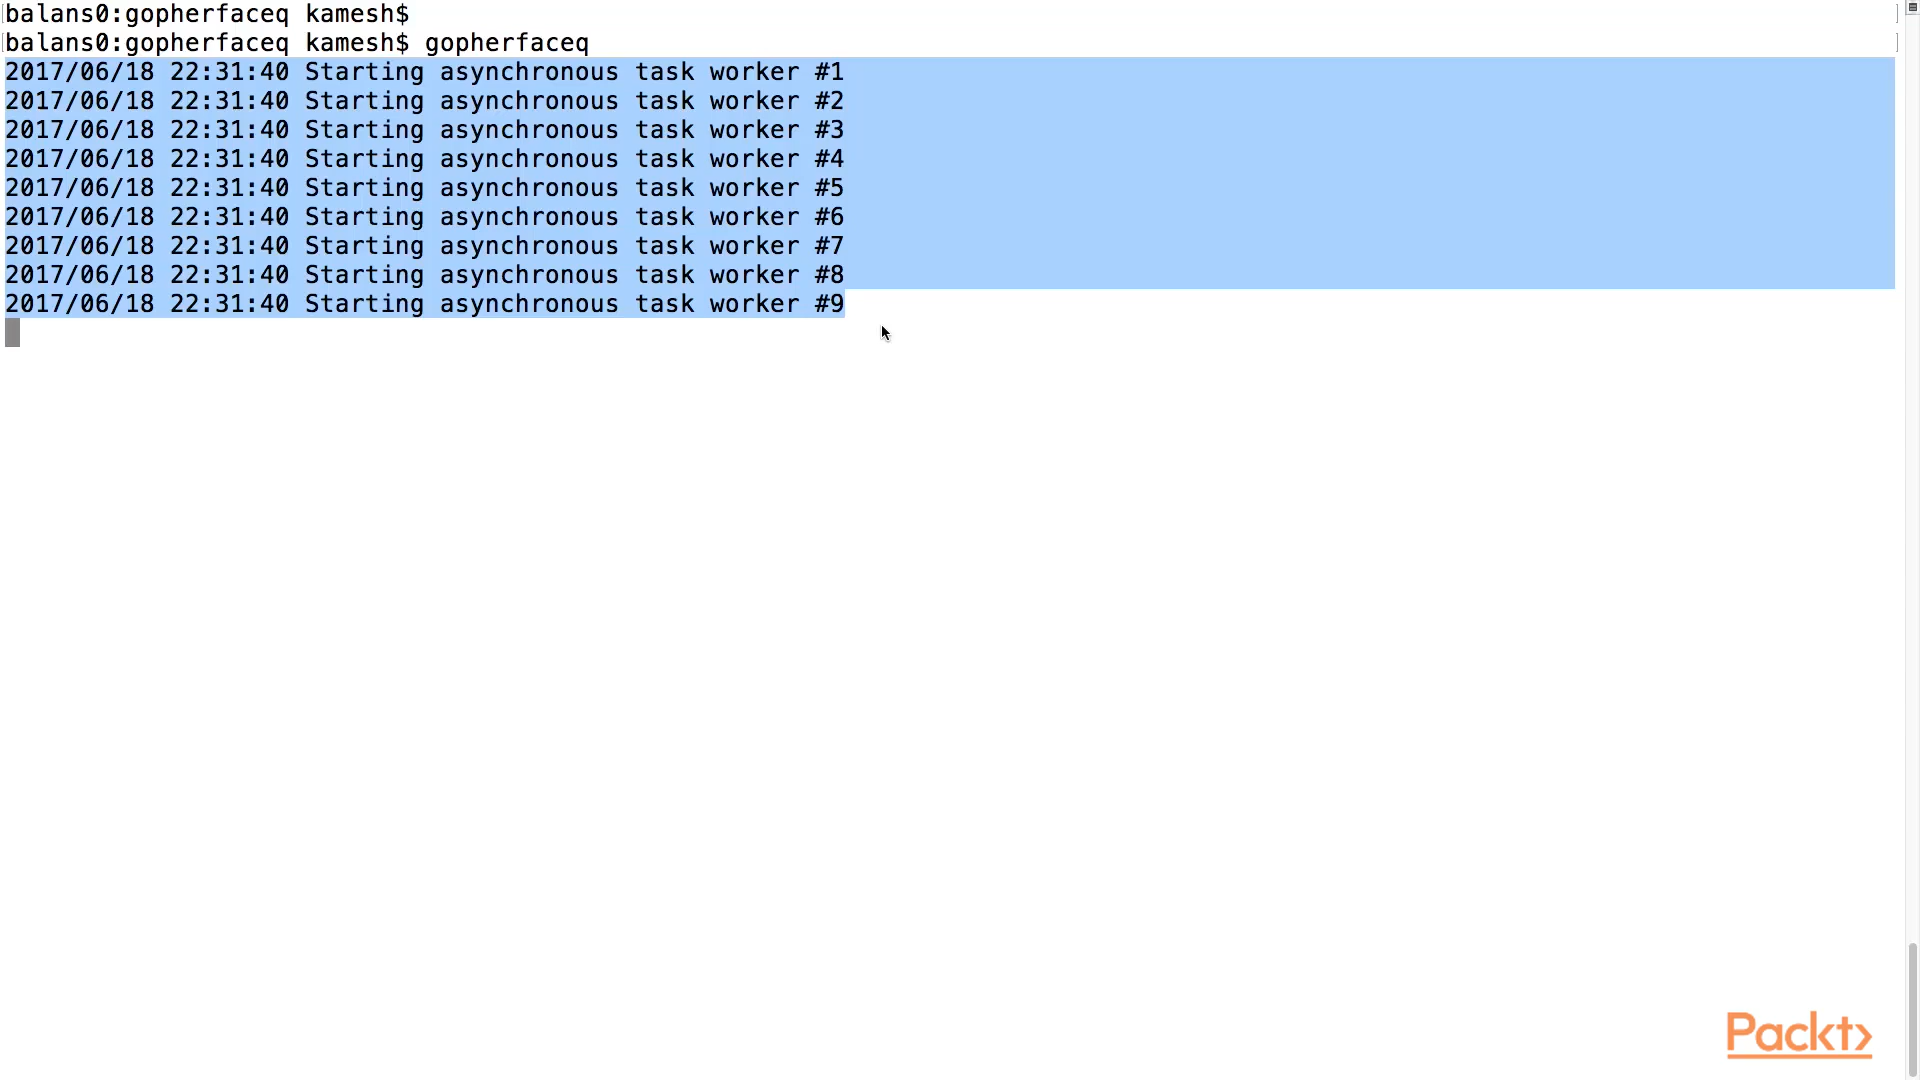 balans0:gopherfaceq kamesh$
balans0:gopherfaceq kamesh$ gopherfaceq
2017/06/18 22:31:40 Starting asynchronous task worker #1
2017/06/18 22:31:40 Starting asynchronous task worker #2
2017/06/18 22:31:40 Starting asynchronous task worker #3
2017/06/18 22:31:40 Starting asynchronous task worker #4
2017/06/18 22:31:40 Starting asynchronous task worker #5
2017/06/18 22:31:40 Starting asynchronous task worker #6
2017/06/18 22:31:40 Starting asynchronous task worker #7
2017/06/18 22:31:40 Starting asynchronous task worker #8
2017/06/18 22:31:40 Starting asynchronous task worker #9
Packt>